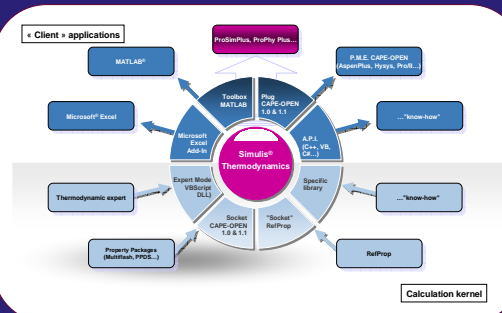 « Client » applications
ProSimPlus, ProPhy Plus...
MATLAB®
P.M.E. CAPE-OPEN
(AspenPlus, Hysys, Pro/II...)
Toolbox
MATLAB
Plug
CAPE-OPEN
1.0 & 1.1
Microsoft® Excel
..."know-how"
Microsoft
Excel
Add-In
A.P.I.
(C++, VB,
C#...)
Simulis®
Thermodynamics
Expert Mode
VBScript
DLL)
Specific
library
Thermodynamic expert
..."know-how"
Socket
CAPE-OPEN
1.0 & 1.1
"Socket"
RefProp
Property Packages
(Multiflash, PPDS...)
RefProp
Calculation kernel